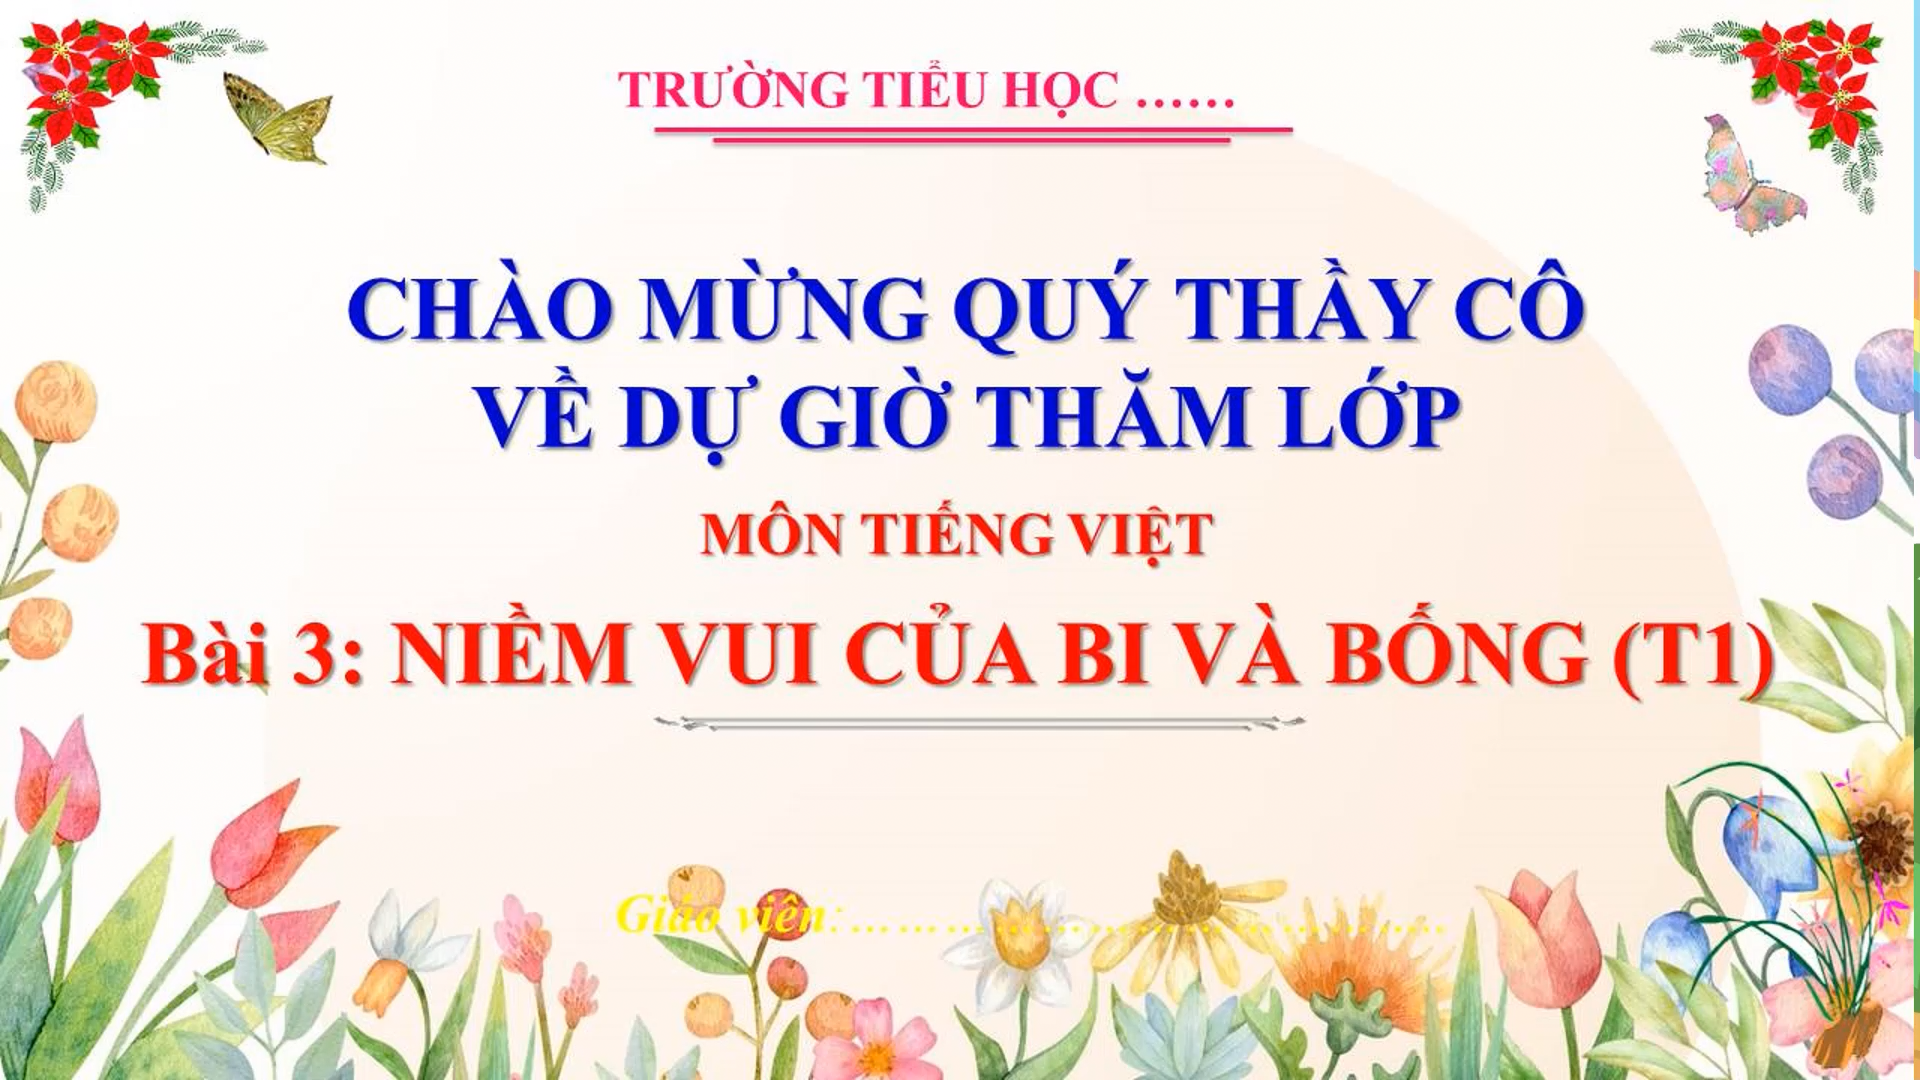 TRƯỜNG TIỂU HỌC ......
CHÀO MỪNG QUÝ THẦY CÔ
VỀ DỰ GIỜ THĂM LỚP
MÔN TIẾNG VIỆT
Bài 3: NIỀM VUI CỦA BI VÀ BỐNG (T1)
Giáo viên:……………………………………..